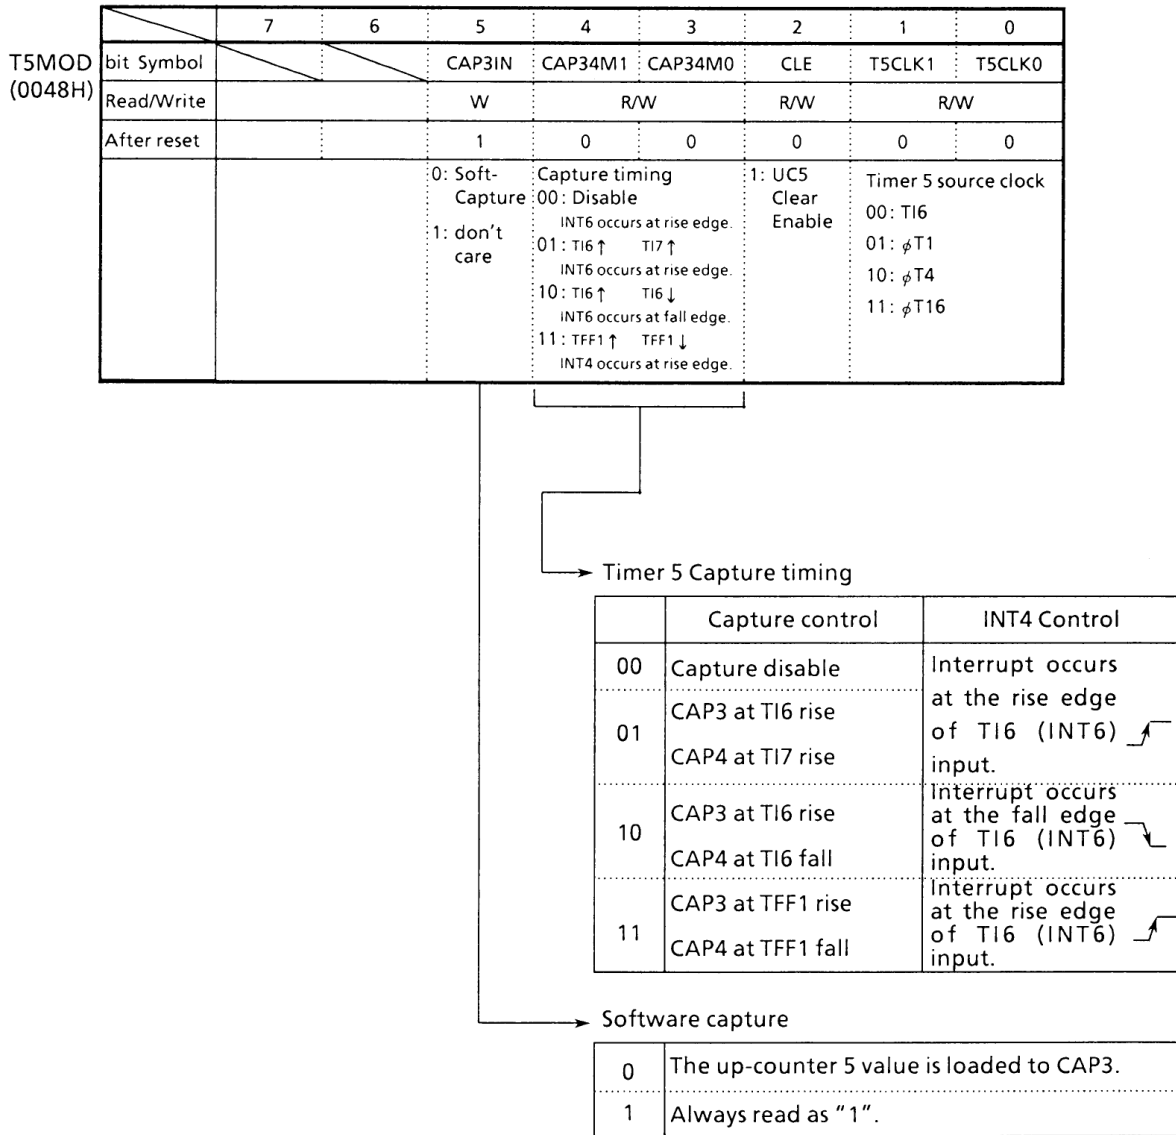 7 6 5 4 3 2 1 0
T5MOD (0048H)
bit Symbol CAP3IN CAP34M1 CAP34M0 CLE T5CLK1 T5CLK0
Read/Write W R/W R/W R/W
After reset 1 0 0 0 0 0
0: Soft-
Capture
1: don't
care
Capture timing
00: Disable
INT6 occurs at rise edge.
01: TI6↑ TI7↑
INT6 occurs at rise edge.
10: TI6↑ TI6↓
INT6 occurs at fall edge.
11: TFF1↑ TFF1↓
INT4 occurs at rise edge.
1: UC5
Clear
Enable
Timer 5 source clock
00: TI6
01: ϕT1
10: ϕT4
11: ϕT16
Timer 5 Capture timing
Capture control INT4 Control
00 Capture disable
01 CAP3 at TI6 rise
CAP4 at TI7 rise
Interrupt occurs
at the rise edge
of TI6 (INT6)
input.
10 CAP3 at TI6 rise
CAP4 at TI6 fall
Interrupt occurs
at the fall edge
of TI6 (INT6)
input.
11 CAP3 at TFF1 rise
CAP4 at TFF1 fall
Interrupt occurs
at the rise edge
of TI6 (INT6)
input.
Software capture
0 The up-counter 5 value is loaded to CAP3.
1 Always read as "1".